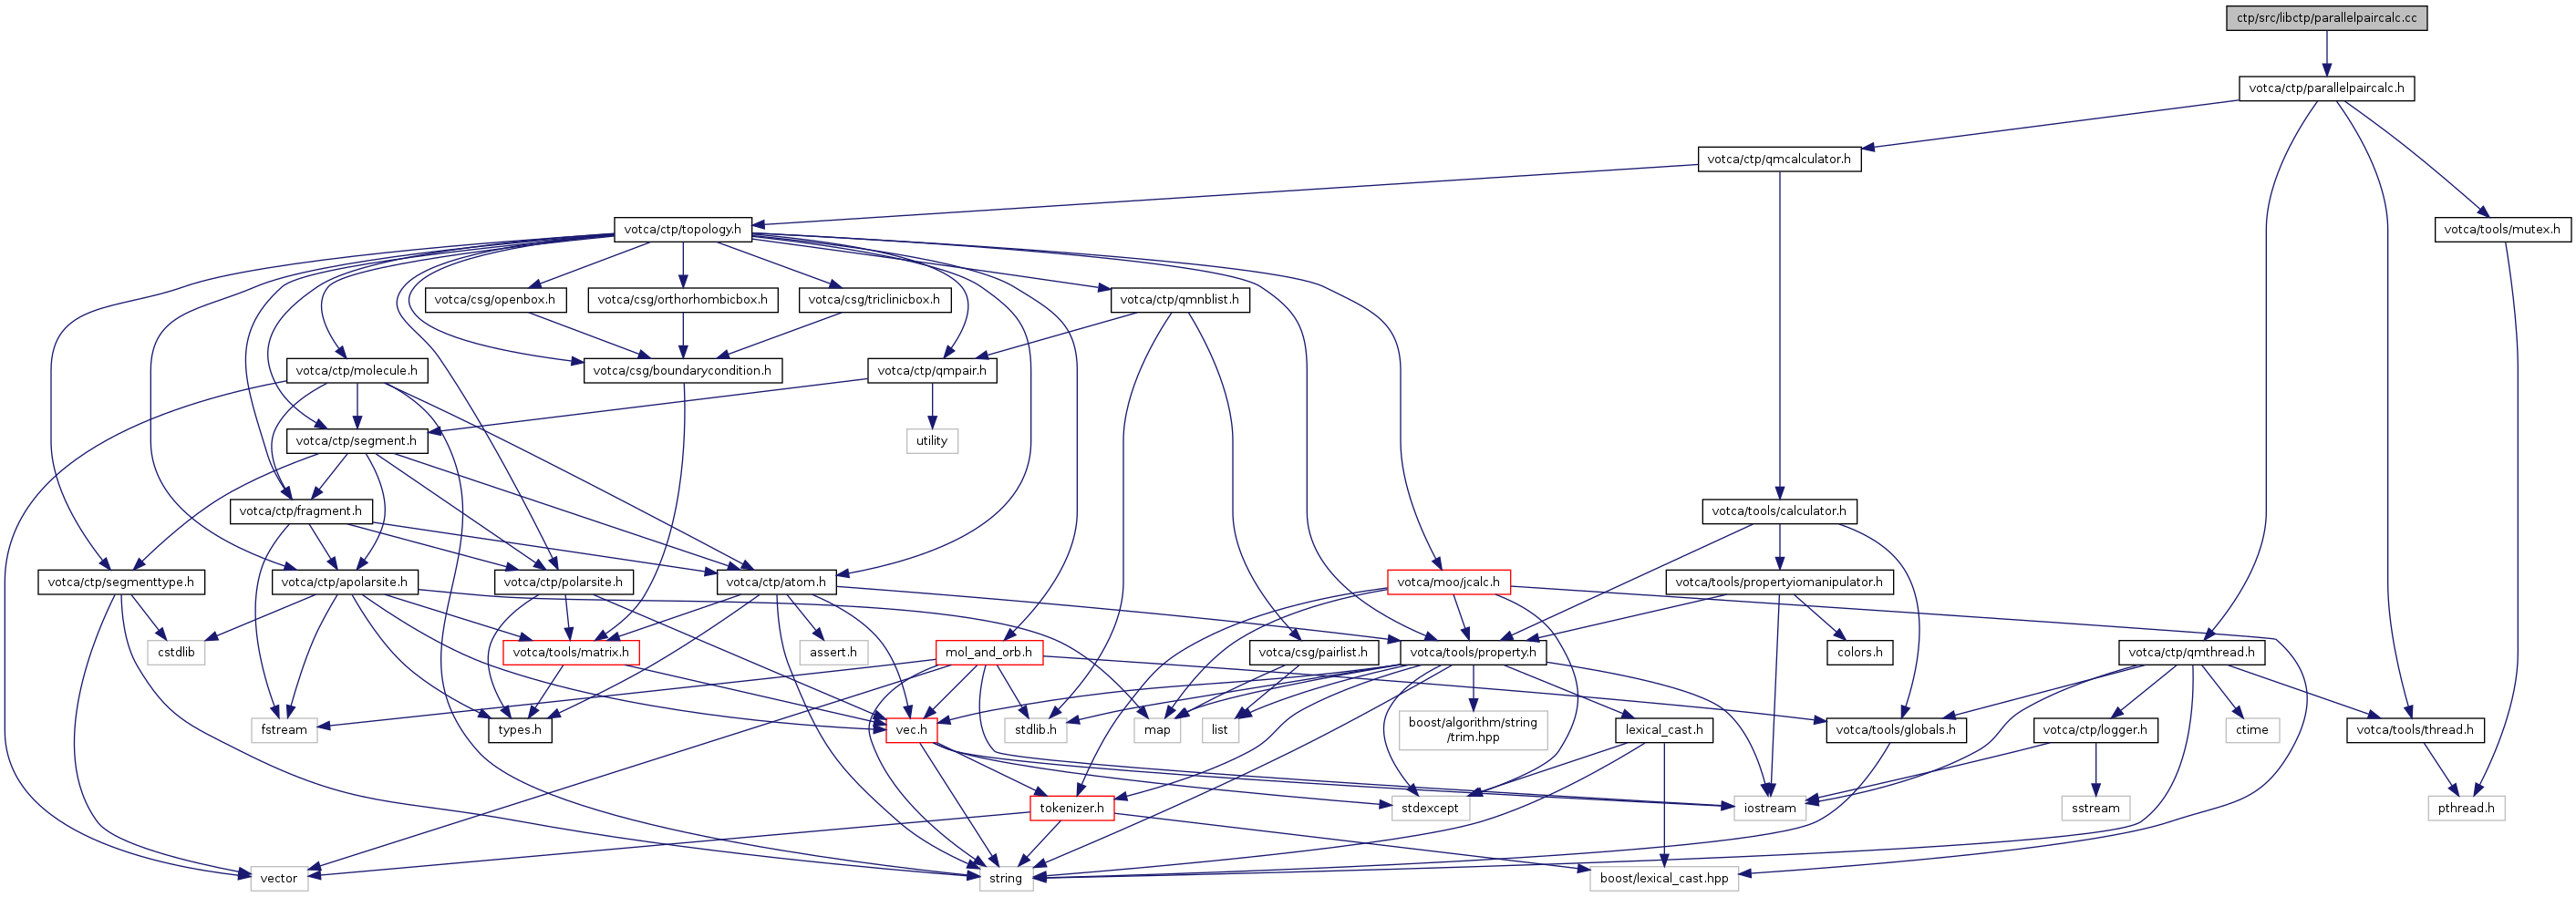 ctp/src/libctp/parallelpaircalc.cc
votca/ctp/parallelpaircalc.h
votca/ctp/qmcalculator.h
votca/ctp/topology.h
votca/tools/mutex.h
votca/csg/openbox.h
votca/csg/orthorhombicbox.h
votca/csg/triclinicbox.h
votca/ctp/qmnblist.h
votca/ctp/molecule.h
votca/csg/boundarycondition.h
votca/ctp/qmpair.h
votca/ctp/segment.h
utility
votca/ctp/fragment.h
votca/tools/calculator.h
votca/ctp/segmenttype.h
votca/ctp/apolarsite.h
votca/ctp/polarsite.h
votca/ctp/atom.h
votca/moo/jcalc.h
votca/tools/propertyiomanipulator.h
cstdlib
votca/tools/matrix.h
assert.h
mol_and_orb.h
votca/csg/pairlist.h
votca/tools/property.h
colors.h
votca/ctp/qmthread.h
fstream
types.h
vec.h
stdlib.h
map
list
boost/algorithm/string
/trim.hpp
lexical_cast.h
votca/tools/globals.h
votca/ctp/logger.h
ctime
votca/tools/thread.h
tokenizer.h
stdexcept
iostream
sstream
pthread.h
vector
string
boost/lexical_cast.hpp